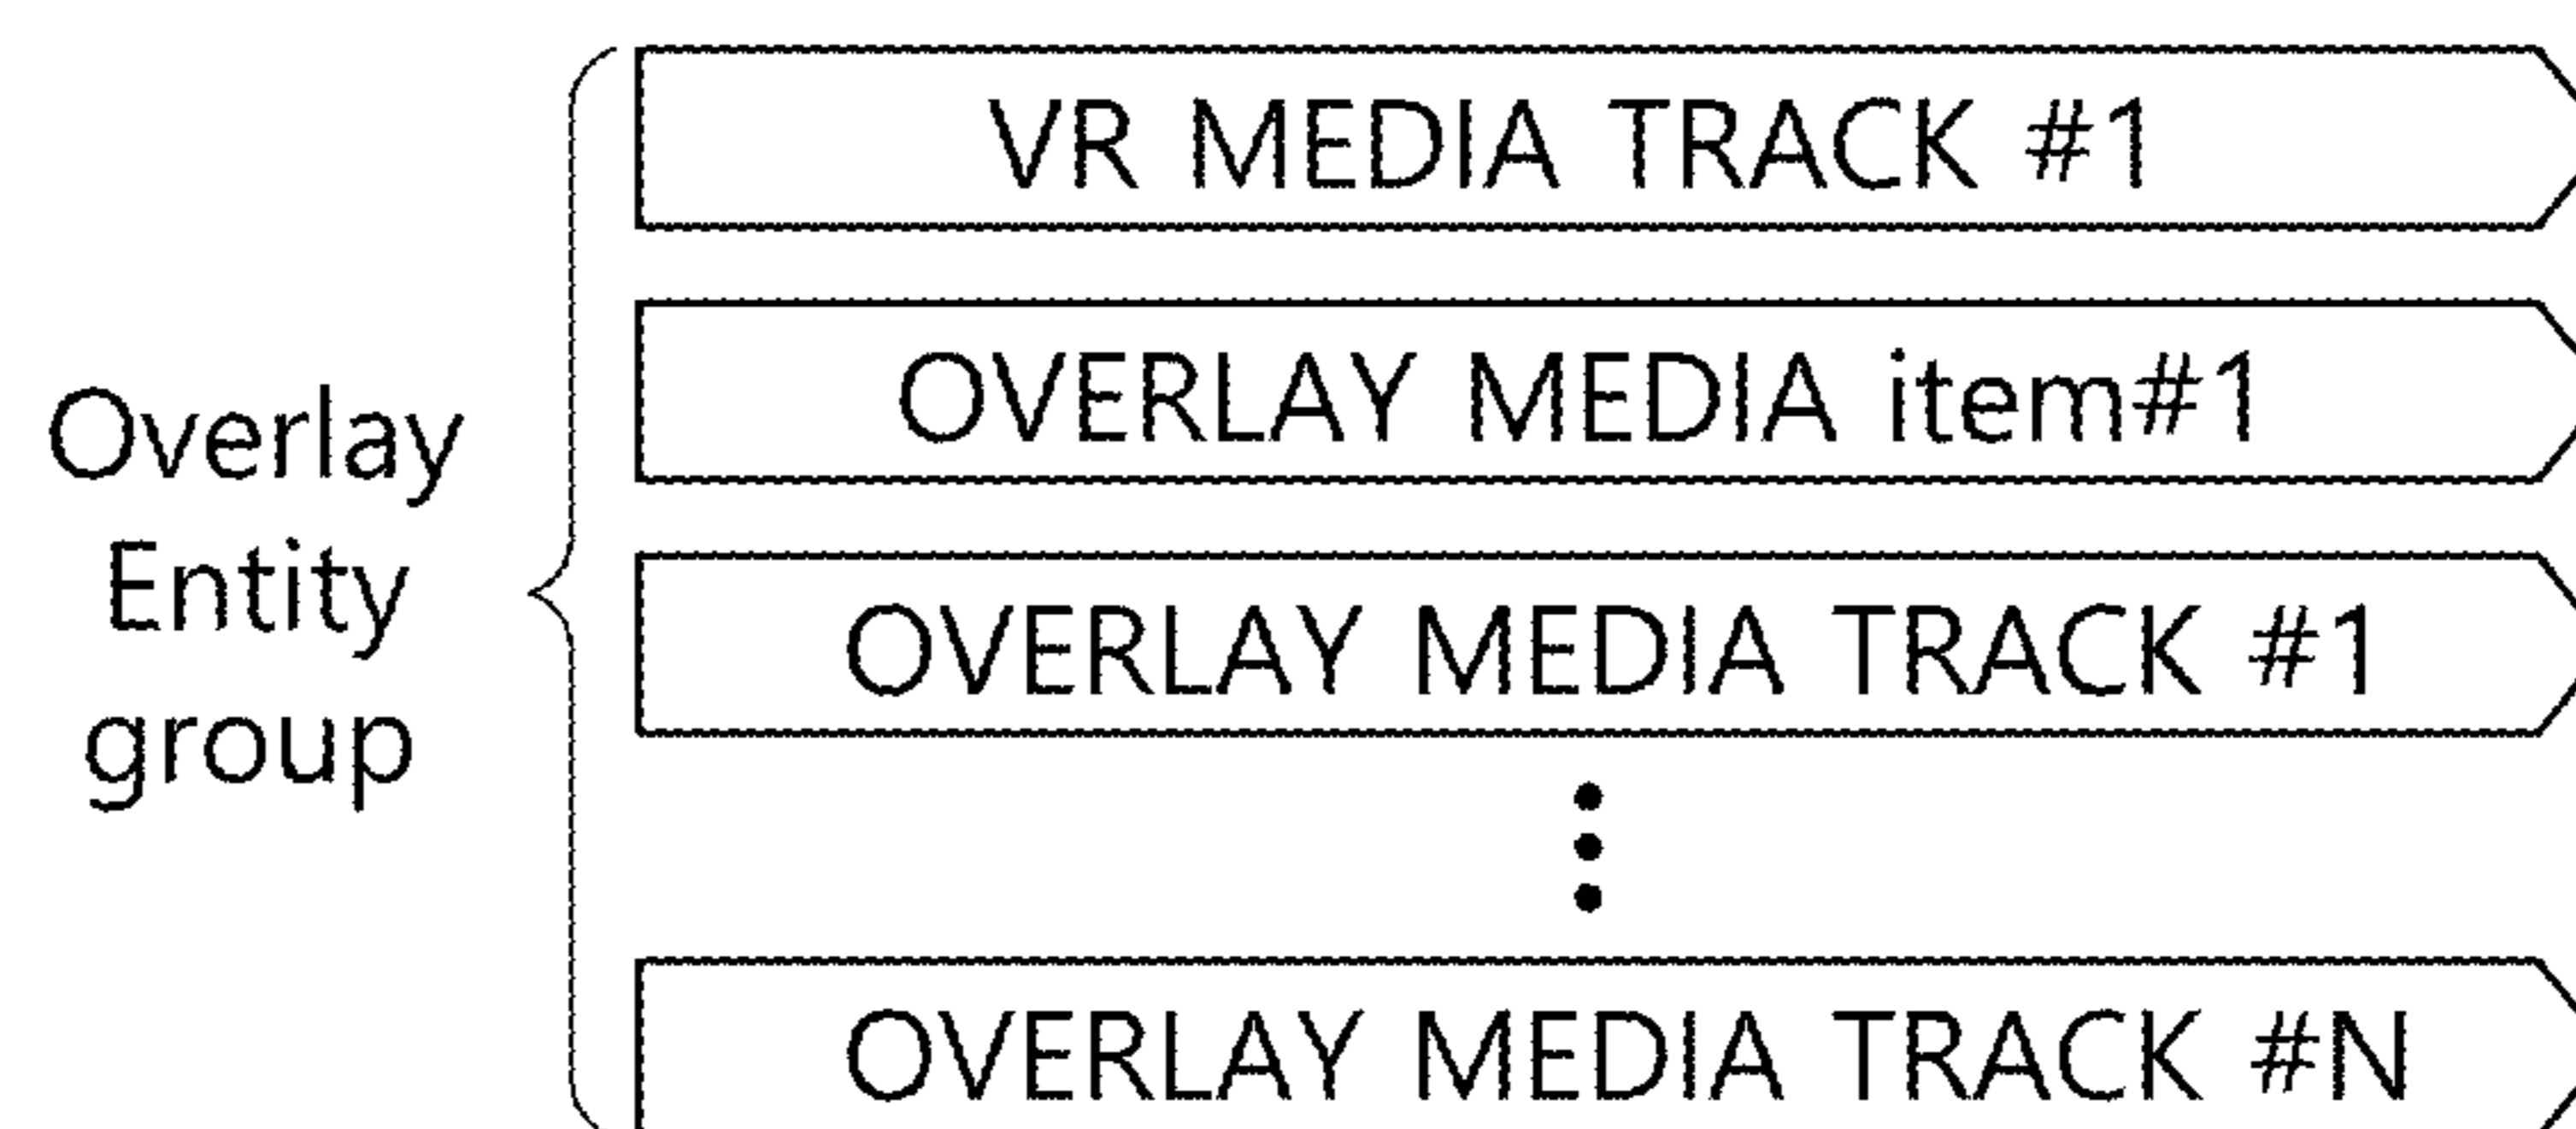 Overlay
Entity
group
VR MEDIA TRACK #1
OVERLAY MEDIA item#1
OVERLAY MEDIA TRACK #1
OVERLAY MEDIA TRACK #N